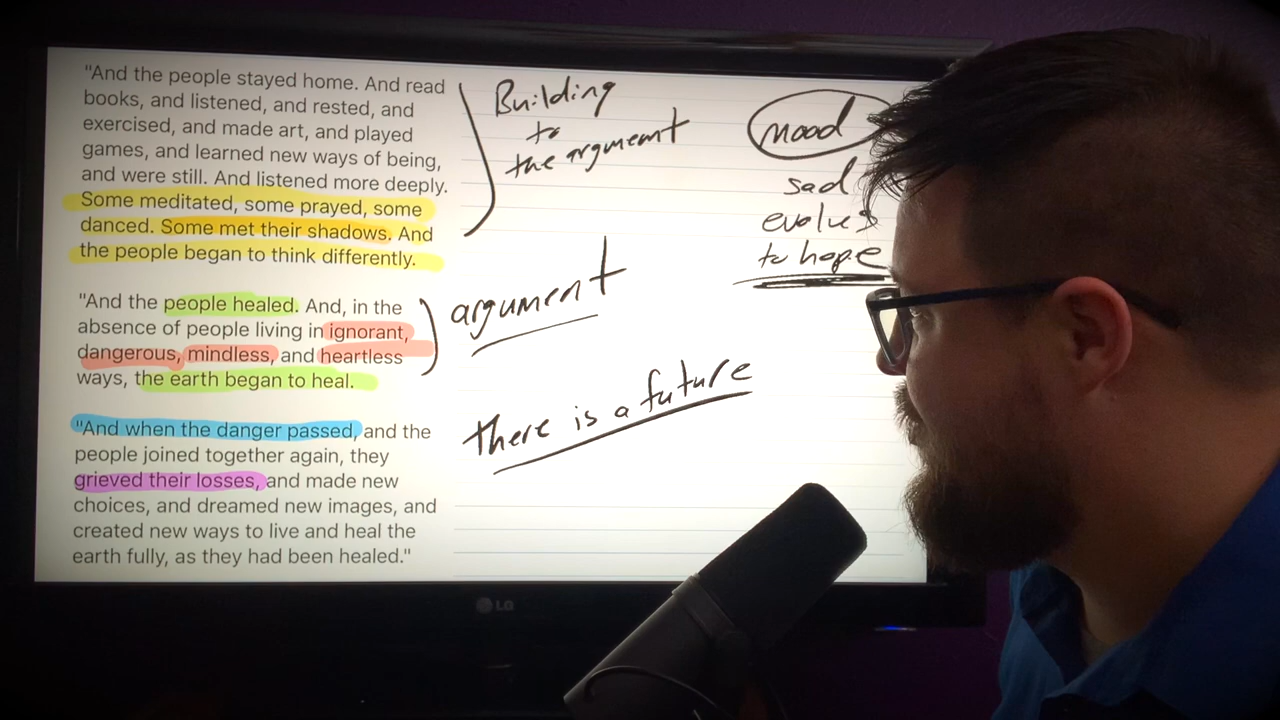 "And the people stayed home. And read
books, and listened, and rested, and
exercised, and made art, and played
games, and learned new ways of being,
and were still. And listened more deeply.
Some meditated, some prayed, some
danced. Some met their shadows. And
the people began to think differently.
"And the people healed. And, in the
absence of people living in ignorant,
dangerous, mindless, and heartless
ways, the earth began to heal.
"And when the danger passed, and the
people joined together again, they
grieved their losses, and made new
choices, and dreamed new images, and
created new ways to live and heal the
earth fully, as they had been healed."
Building
to
the argument
argument
there is a future
mood
sad
evolves
to hope
LG